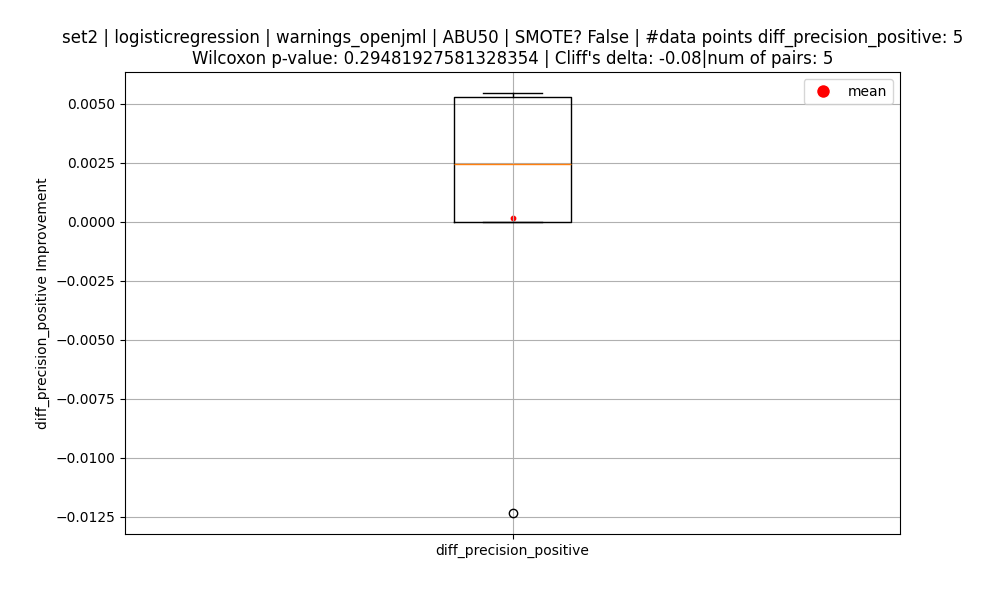 set2 | logisticregression | warnings_openjml | ABU50 | SMOTE? False | #data points diff_precision_positive: 5
Wilcoxon p-value: 0.29481927581328354 | Cliff's delta: -0.08|num of pairs: 5
mean
0.0050
0.0025
0.0000
−0.0025
−0.0050
−0.0075
−0.0100
−0.0125
diff_precision_positive Improvement
diff_precision_positive